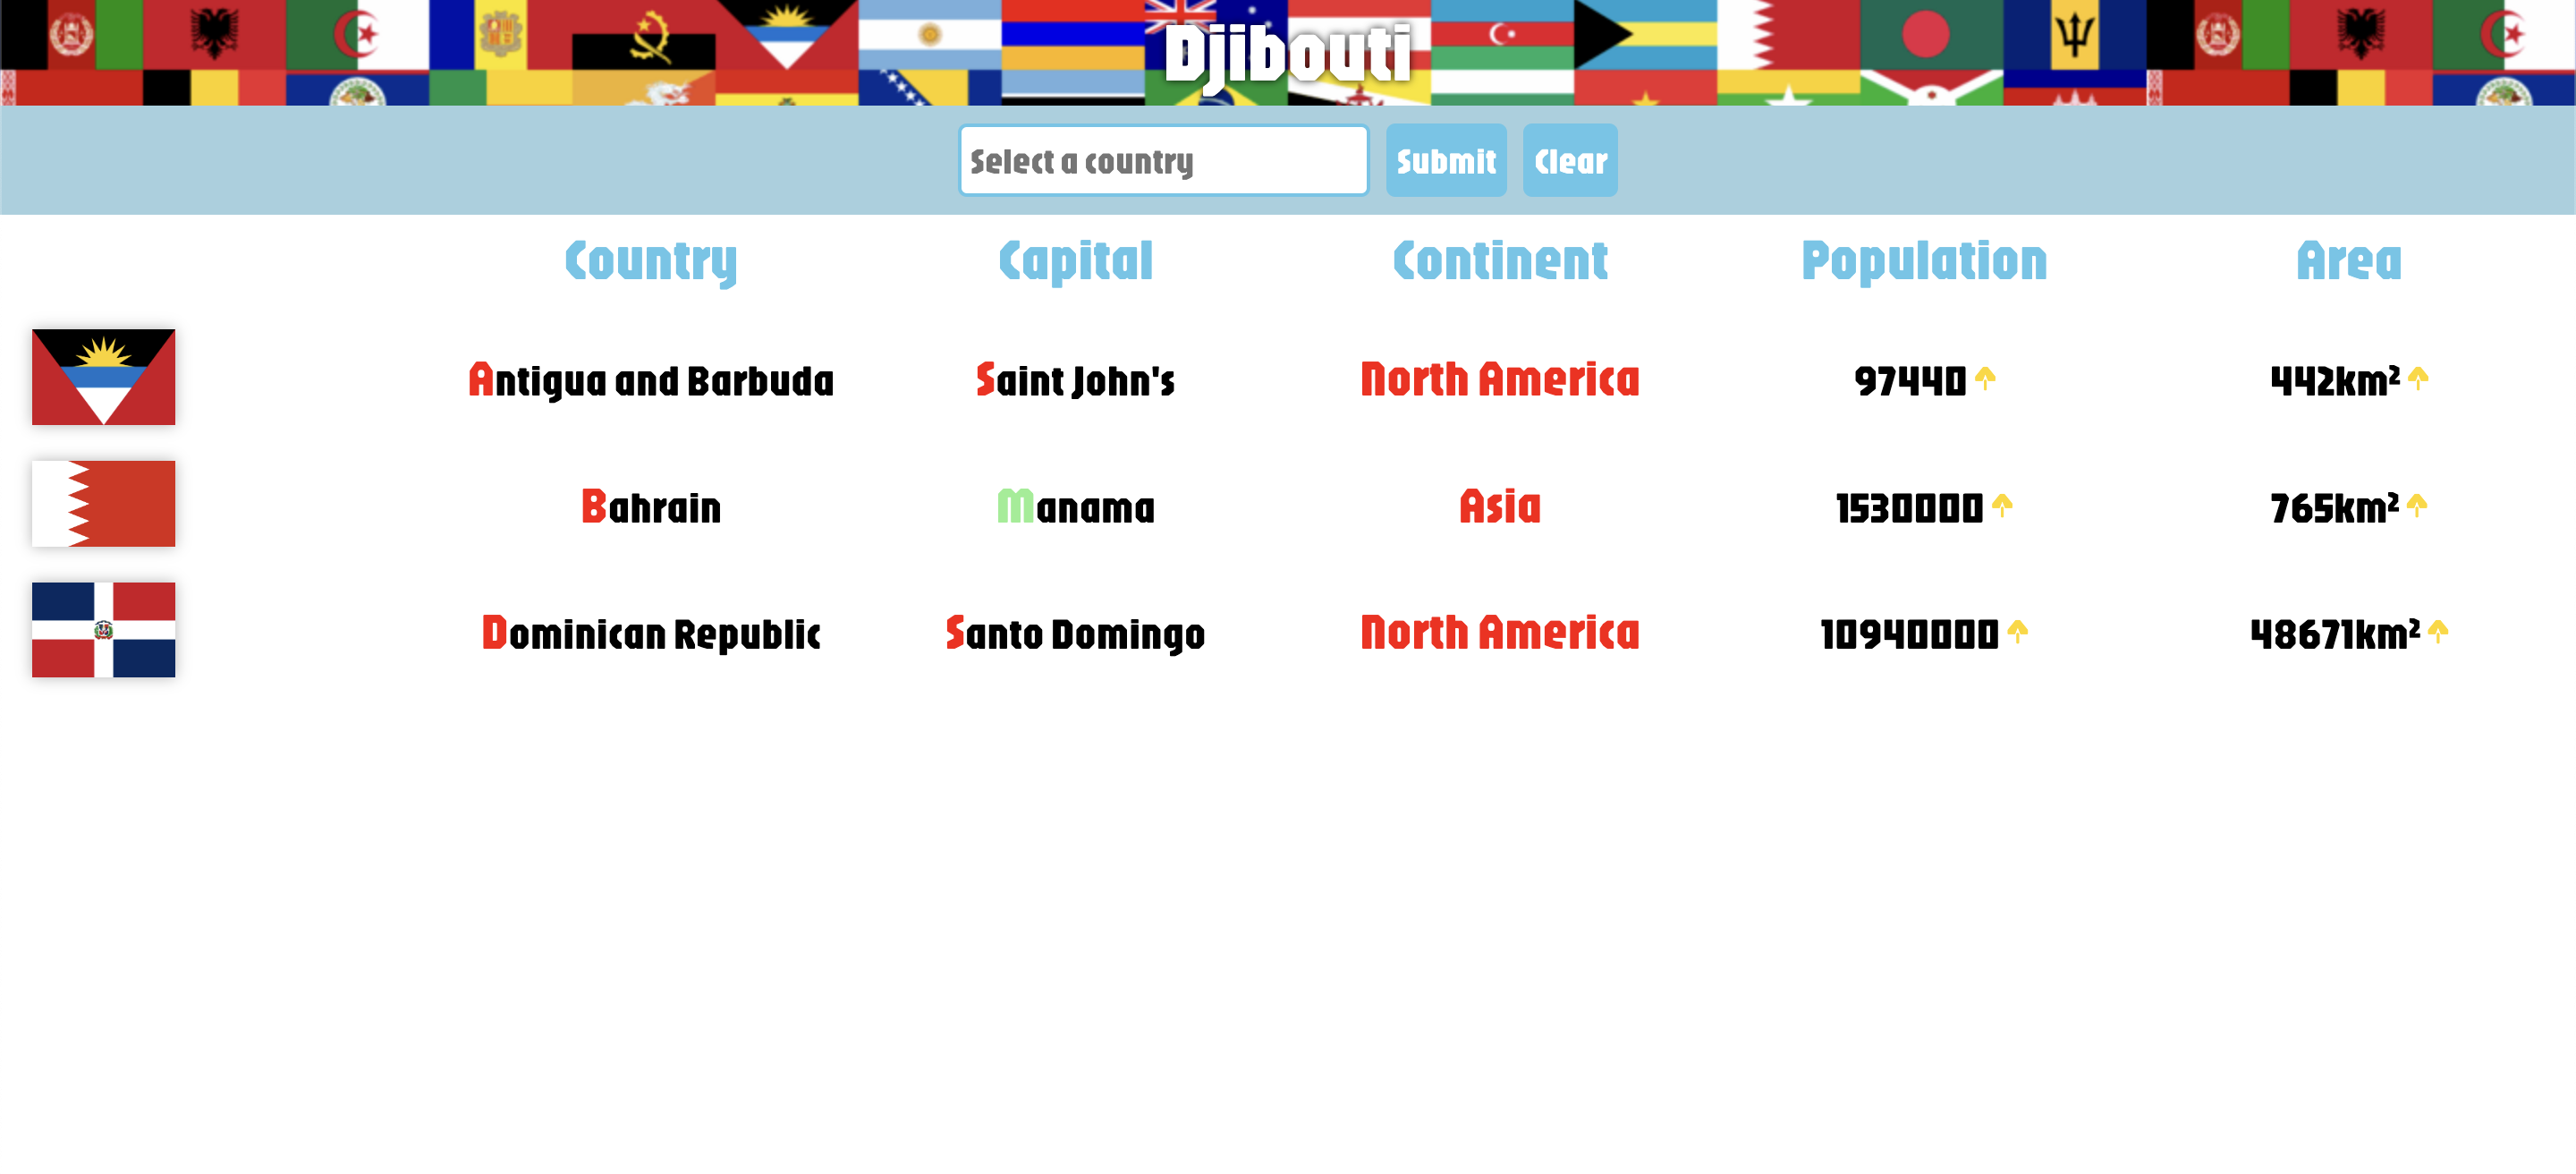 Djibouti
Select a country Submit Clear
Country Capital Continent Population Area
Antigua and Barbuda Saint John's North America 97440 442km²
Bahrain Manama Asia 1530000 765km²
Dominican Republic Santo Domingo North America 10940000 48671km²